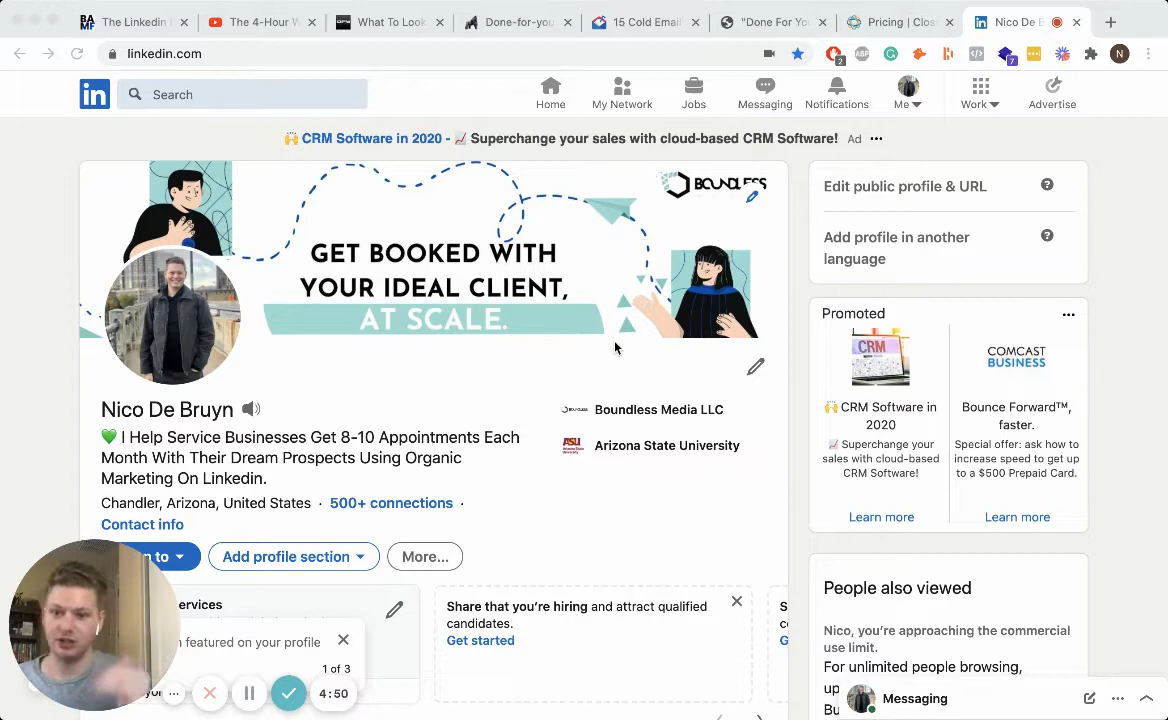 The Linkedin
The 4-Hour W
What To Look
Done-for-you
15 Cold Email
"Done For You
Pricing | Clos
Nico De B
linkedin.com
2
ABP
7
N
in
Search
Home
My Network
Jobs
Messaging
Notifications
Me
Work
Advertise
🙌 CRM Software in 2020 - 📈 Superchange your sales with cloud-based CRM Software! Ad
BOUNDLESS
GET BOOKED WITH
YOUR IDEAL CLIENT,
AT SCALE.
Nico De Bruyn
💚 I Help Service Businesses Get 8-10 Appointments Each
Month With Their Dream Prospects Using Organic
Marketing On Linkedin.
Chandler, Arizona, United States · 500+ connections ·
Contact info
Boundless Media LLC
Arizona State University
to
Add profile section
More...
ervices
featured on your profile
1 of 3
4:50
Share that you're hiring and attract qualified
candidates.
Get started
Edit public profile & URL
Add profile in another
language
Promoted
CRM
COMCAST
BUSINESS
🙌 CRM Software in
2020
📈 Superchange your
sales with cloud-based
CRM Software!
Learn more
Bounce Forward™,
faster.
Special offer: ask how to
increase speed to get up
to a $500 Prepaid Card.
Learn more
People also viewed
Nico, you're approaching the commercial
use limit.
For unlimited people browsing,
Messaging